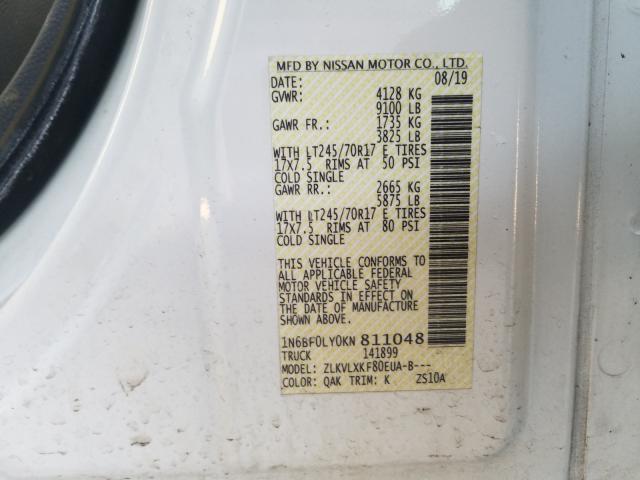 MFD BY NISSAN MOTOR CO., LTD.
DATE: 08/19
GVWR: 4128 KG
9100 LB
GAWR FR.: 1735 KG
3825 LB
WITH LT245/70R17 E TIRES
17X7.5 RIMS AT 50 PSI
COLD SINGLE
GAWR RR.: 2665 KG
5875 LB
WITH LT245/70R17 E TIRES
17X7.5 RIMS AT 80 PSI
COLD SINGLE
THIS VEHICLE CONFORMS TO
ALL APPLICABLE FEDERAL
MOTOR VEHICLE SAFETY
STANDARDS IN EFFECT ON
THE DATE OF MANUFACTURE
SHOWN ABOVE.
1N6BF0LY0KN 811048
TRUCK 141899
MODEL: ZLKVLXKF80EUA-B---
COLOR: QAK TRIM: K ZS10A